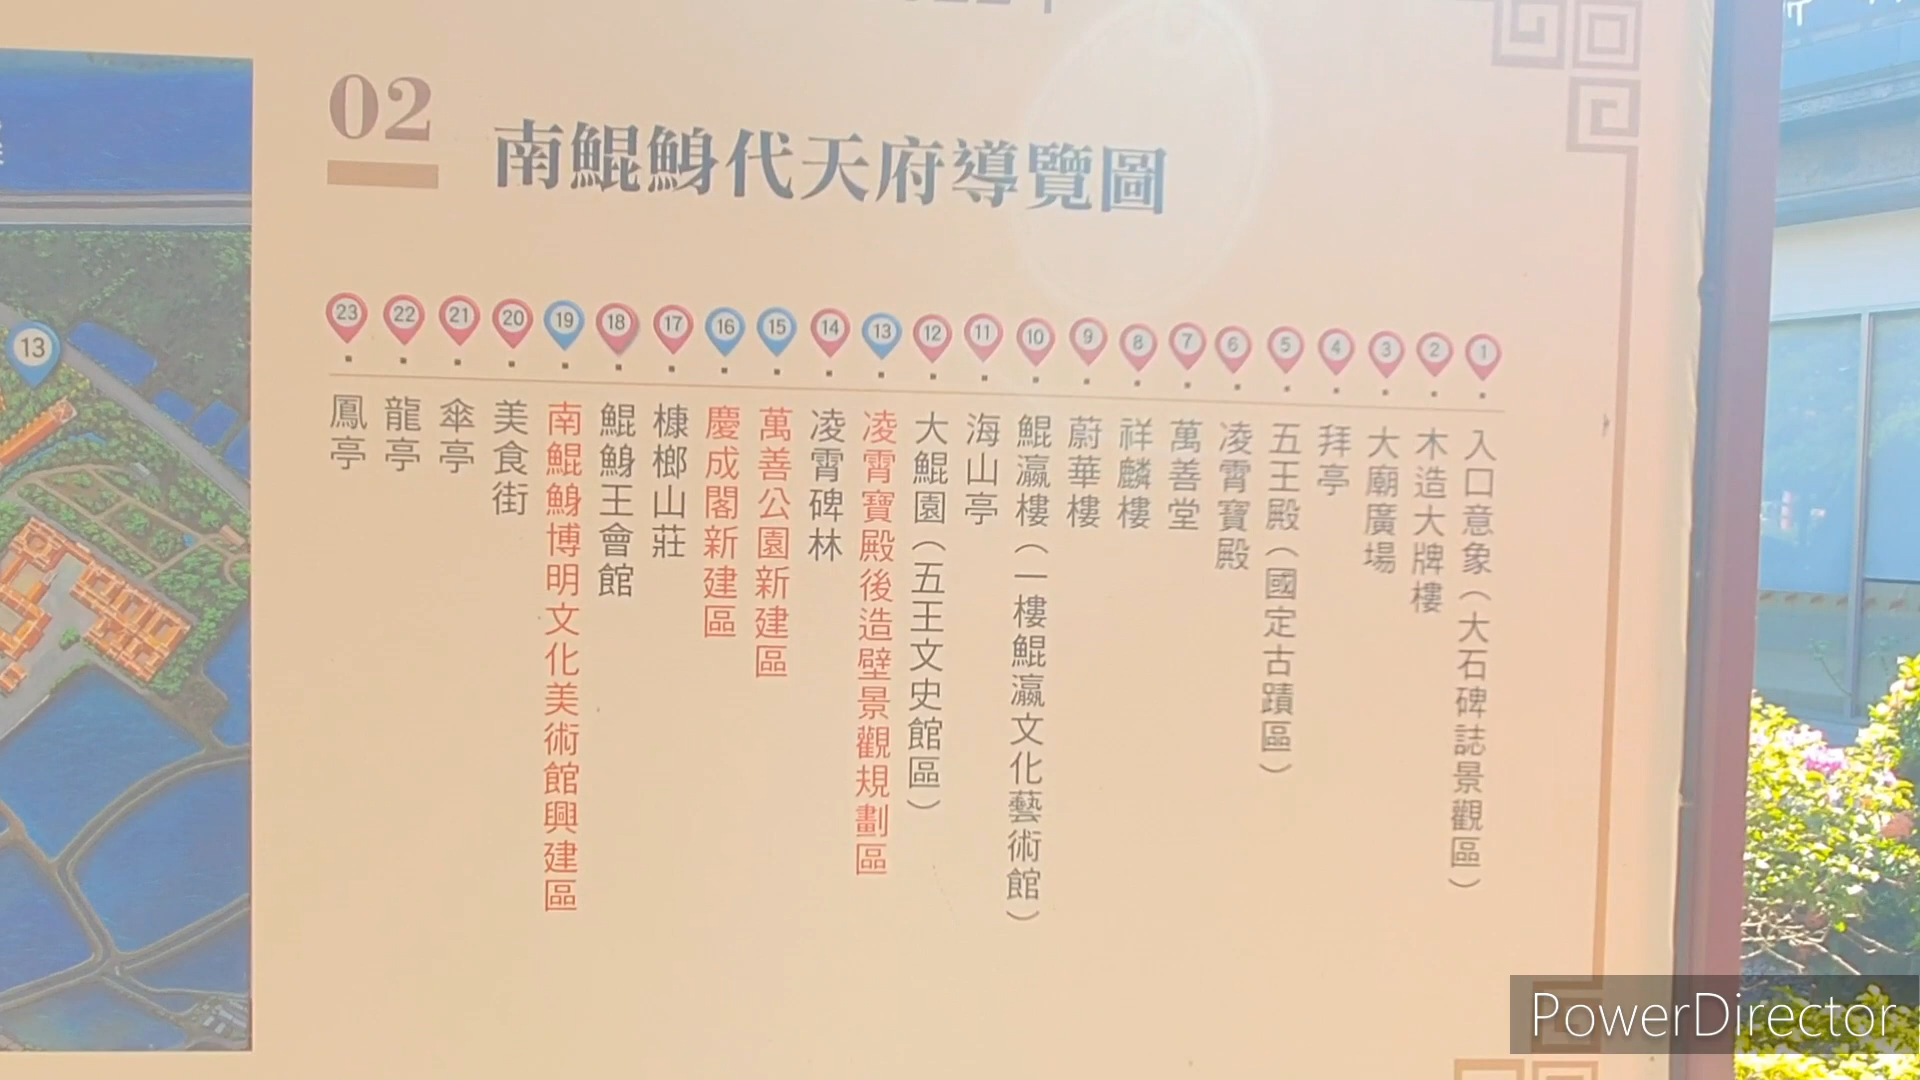 02
南鯤鯓代天府導覽圖
1 入口意象（大石碑誌景觀區）
2 木造大牌樓
3 大廟廣場
4 拜亭
5 五王殿（國定古蹟區）
6 凌霄寶殿
7 萬善堂
8 祥麟樓
9 蔚華樓
10 鯤瀛樓（一樓鯤瀛文化藝術館）
11 海山亭
12 大鯤園（五王文史館區）
13 凌霄寶殿後造壁景觀規劃區
14 凌霄碑林
15 萬善公園新建區
16 慶成閣新建區
17 槺榔山莊
18 鯤鯓王會館
19 南鯤鯓博明文化美術館興建區
20 美食街
21 傘亭
22 龍亭
23 鳳亭
13
PowerDirector